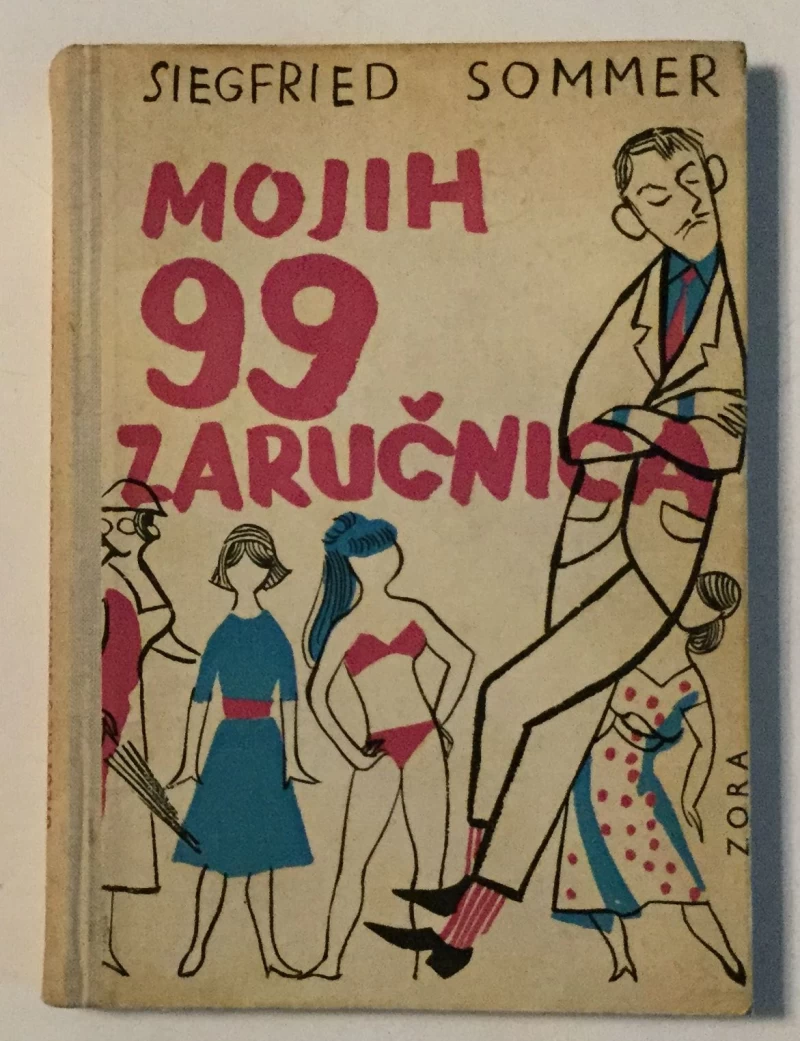 SIEGFRIED SOMMER
MOJIH
99
ZARUČNICA
ZORA